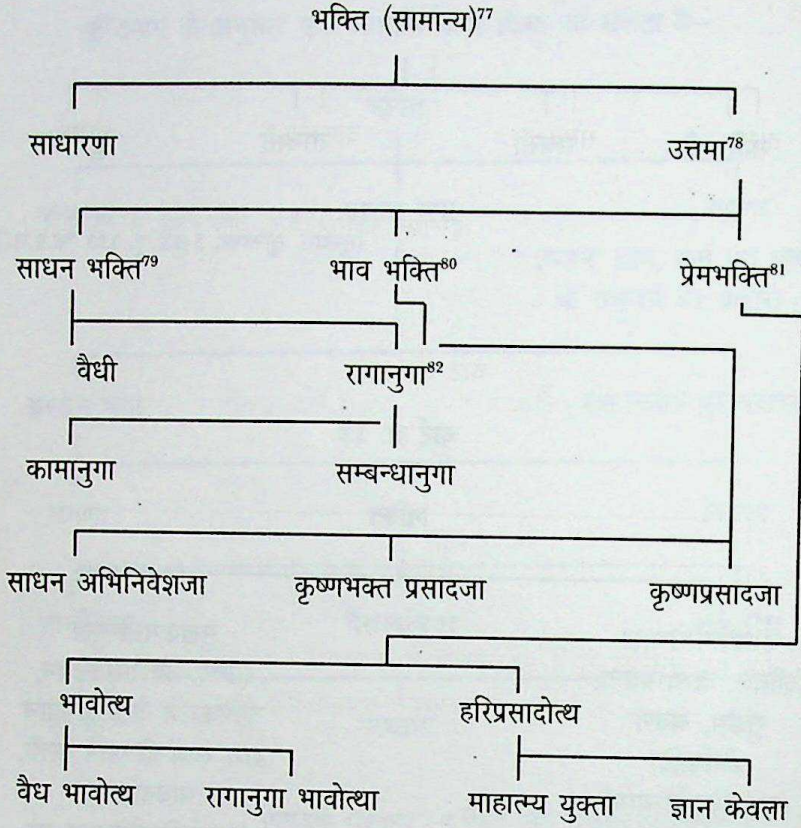 भक्ति (सामान्य)⁷⁷
साधारणा उत्तमा⁷⁸
साधन भक्ति⁷⁹ भाव भक्ति⁸⁰ प्रेमभक्ति⁸¹
वैधी रागानुगा⁸²
कामानुगा सम्बन्धानुगा
साधन अभिनिवेशजा कृष्णभक्त प्रसादजा कृष्णप्रसादजा
भावोत्थ हरिप्रसादोत्थ
वैध भावोत्थ रागानुगा भावोत्था माहात्म्य युक्ता ज्ञान केवला